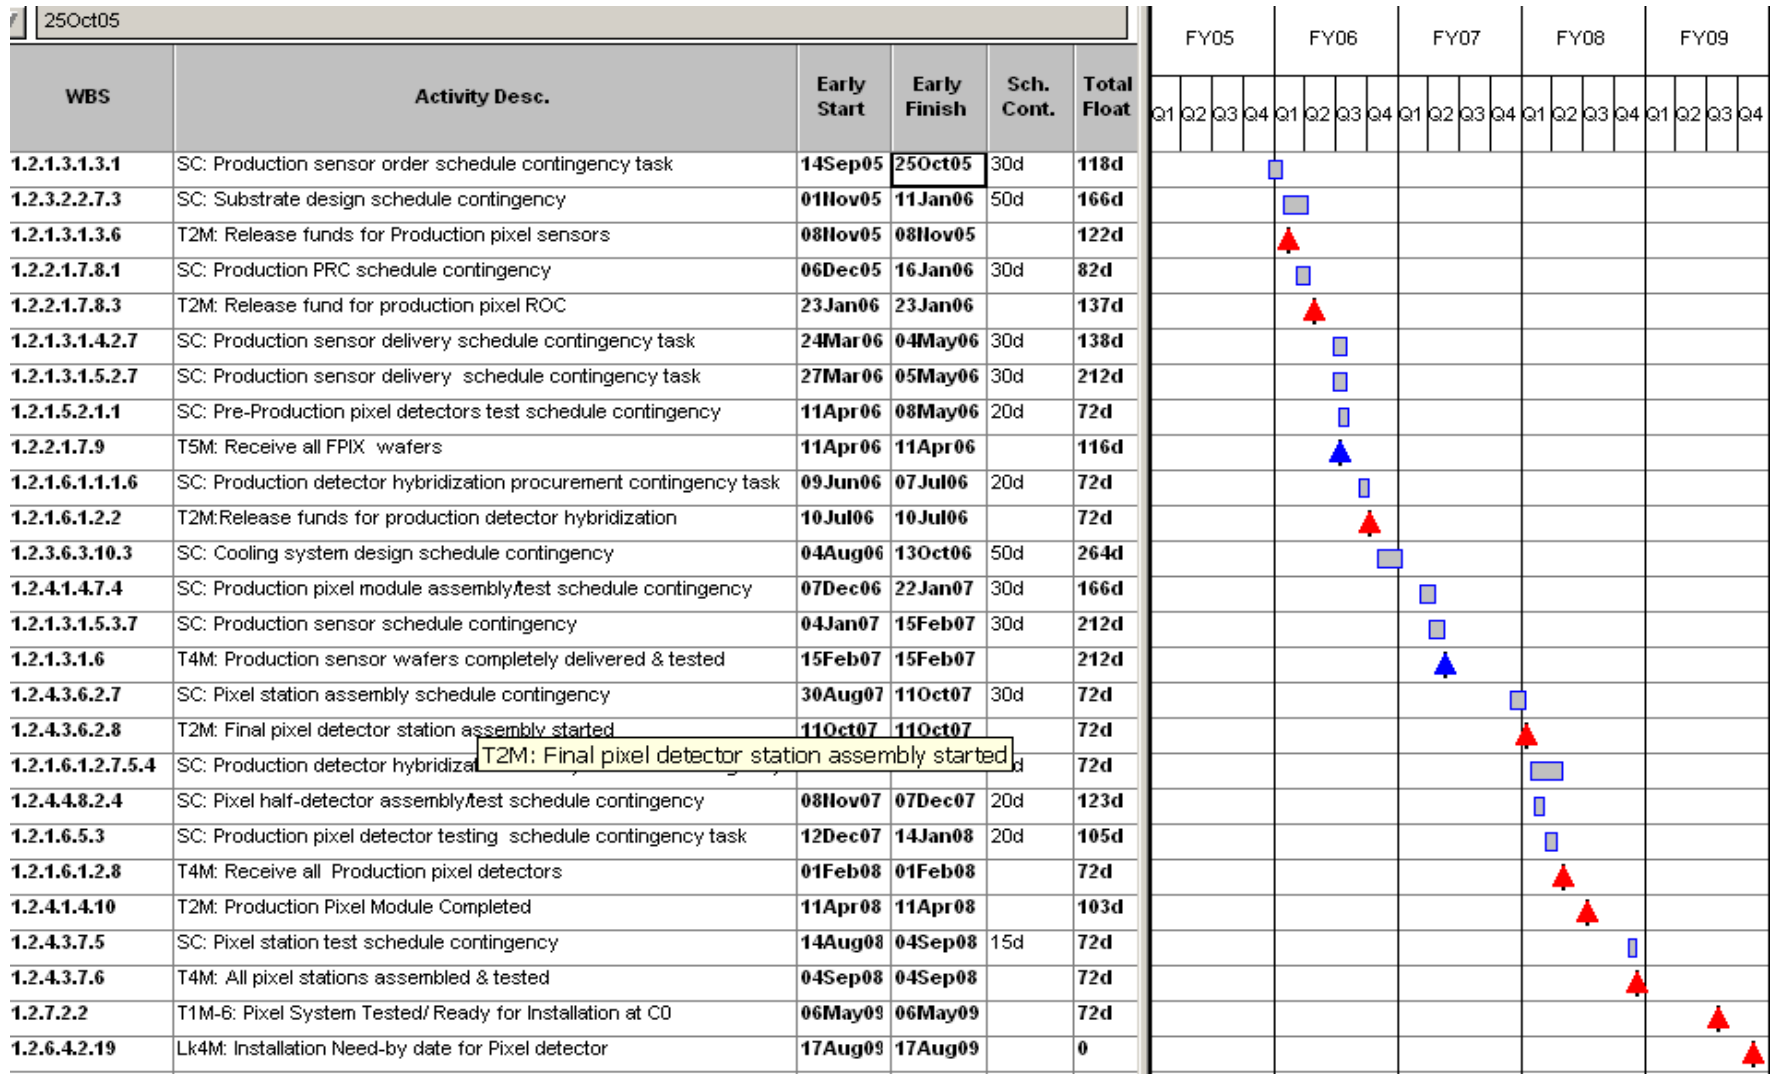 25Oct05
FY05 FY06 FY07 FY08 FY09
WBS Activity Desc. Early Start Early Finish Sch. Cont. Total Float
Q1 Q2 Q3 Q4 Q1 Q2 Q3 Q4 Q1 Q2 Q3 Q4 Q1 Q2 Q3 Q4 Q1 Q2 Q3 Q4
1.2.1.3.1.3.1 SC: Production sensor order schedule contingency task 14Sep05 25Oct05 30d 118d
1.2.3.2.2.7.3 SC: Substrate design schedule contingency 01Nov05 11Jan06 50d 166d
1.2.1.3.1.3.6 T2M: Release funds for Production pixel sensors 08Nov05 08Nov05 122d
1.2.2.1.7.8.1 SC: Production PRC schedule contingency 06Dec05 16Jan06 30d 82d
1.2.2.1.7.8.3 T2M: Release fund for production pixel ROC 23Jan06 23Jan06 137d
1.2.1.3.1.4.2.7 SC: Production sensor delivery schedule contingency task 24Mar06 04May06 30d 138d
1.2.1.3.1.5.2.7 SC: Production sensor delivery schedule contingency task 27Mar06 05May06 30d 212d
1.2.1.5.2.1.1 SC: Pre-Production pixel detectors test schedule contingency 11Apr06 08May06 20d 72d
1.2.2.1.7.9 T5M: Receive all FPIX wafers 11Apr06 11Apr06 116d
1.2.1.6.1.1.1.6 SC: Production detector hybridization procurement contingency task 09Jun06 07Jul06 20d 72d
1.2.1.6.1.2.2 T2M:Release funds for production detector hybridization 10Jul06 10Jul06 72d
1.2.3.6.3.10.3 SC: Cooling system design schedule contingency 04Aug06 13Oct06 50d 264d
1.2.4.1.4.7.4 SC: Production pixel module assembly/test schedule contingency 07Dec06 22Jan07 30d 166d
1.2.1.3.1.5.3.7 SC: Production sensor schedule contingency 04Jan07 15Feb07 30d 212d
1.2.1.3.1.6 T4M: Production sensor wafers completely delivered & tested 15Feb07 15Feb07 212d
1.2.4.3.6.2.7 SC: Pixel station assembly schedule contingency 30Aug07 11Oct07 30d 72d
1.2.4.3.6.2.8 T2M: Final pixel detector station assembly started 11Oct07 11Oct07 72d
T2M: Final pixel detector station assembly started
1.2.1.6.1.2.7.5.4 SC: Production detector hybridizat d 72d
1.2.4.4.8.2.4 SC: Pixel half-detector assembly/test schedule contingency 08Nov07 07Dec07 20d 123d
1.2.1.6.5.3 SC: Production pixel detector testing schedule contingency task 12Dec07 14Jan08 20d 105d
1.2.1.6.1.2.8 T4M: Receive all Production pixel detectors 01Feb08 01Feb08 72d
1.2.4.1.4.10 T2M: Production Pixel Module Completed 11Apr08 11Apr08 103d
1.2.4.3.7.5 SC: Pixel station test schedule contingency 14Aug08 04Sep08 15d 72d
1.2.4.3.7.6 T4M: All pixel stations assembled & tested 04Sep08 04Sep08 72d
1.2.7.2.2 T1M-6: Pixel System Tested/ Ready for Installation at C0 06May09 06May09 72d
1.2.6.4.2.19 Lk4M: Installation Need-by date for Pixel detector 17Aug09 17Aug09 0